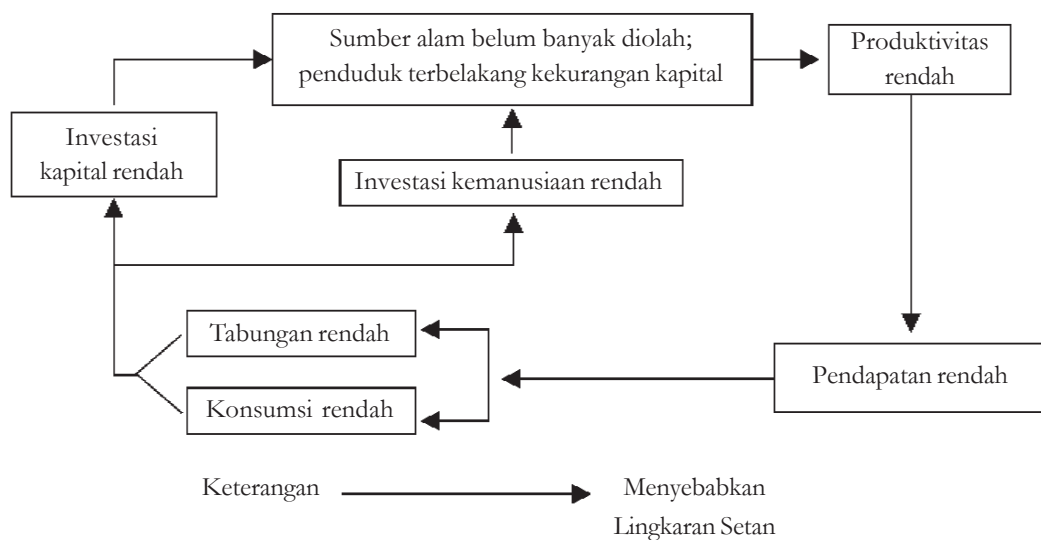 Sumber alam belum banyak diolah;
penduduk terbelakang kekurangan kapital
Produktivitas
rendah
Investasi
kapital rendah
Investasi kemanusiaan rendah
Tabungan rendah
Konsumsi rendah
Pendapatan rendah
Keterangan
Menyebabkan
Lingkaran Setan